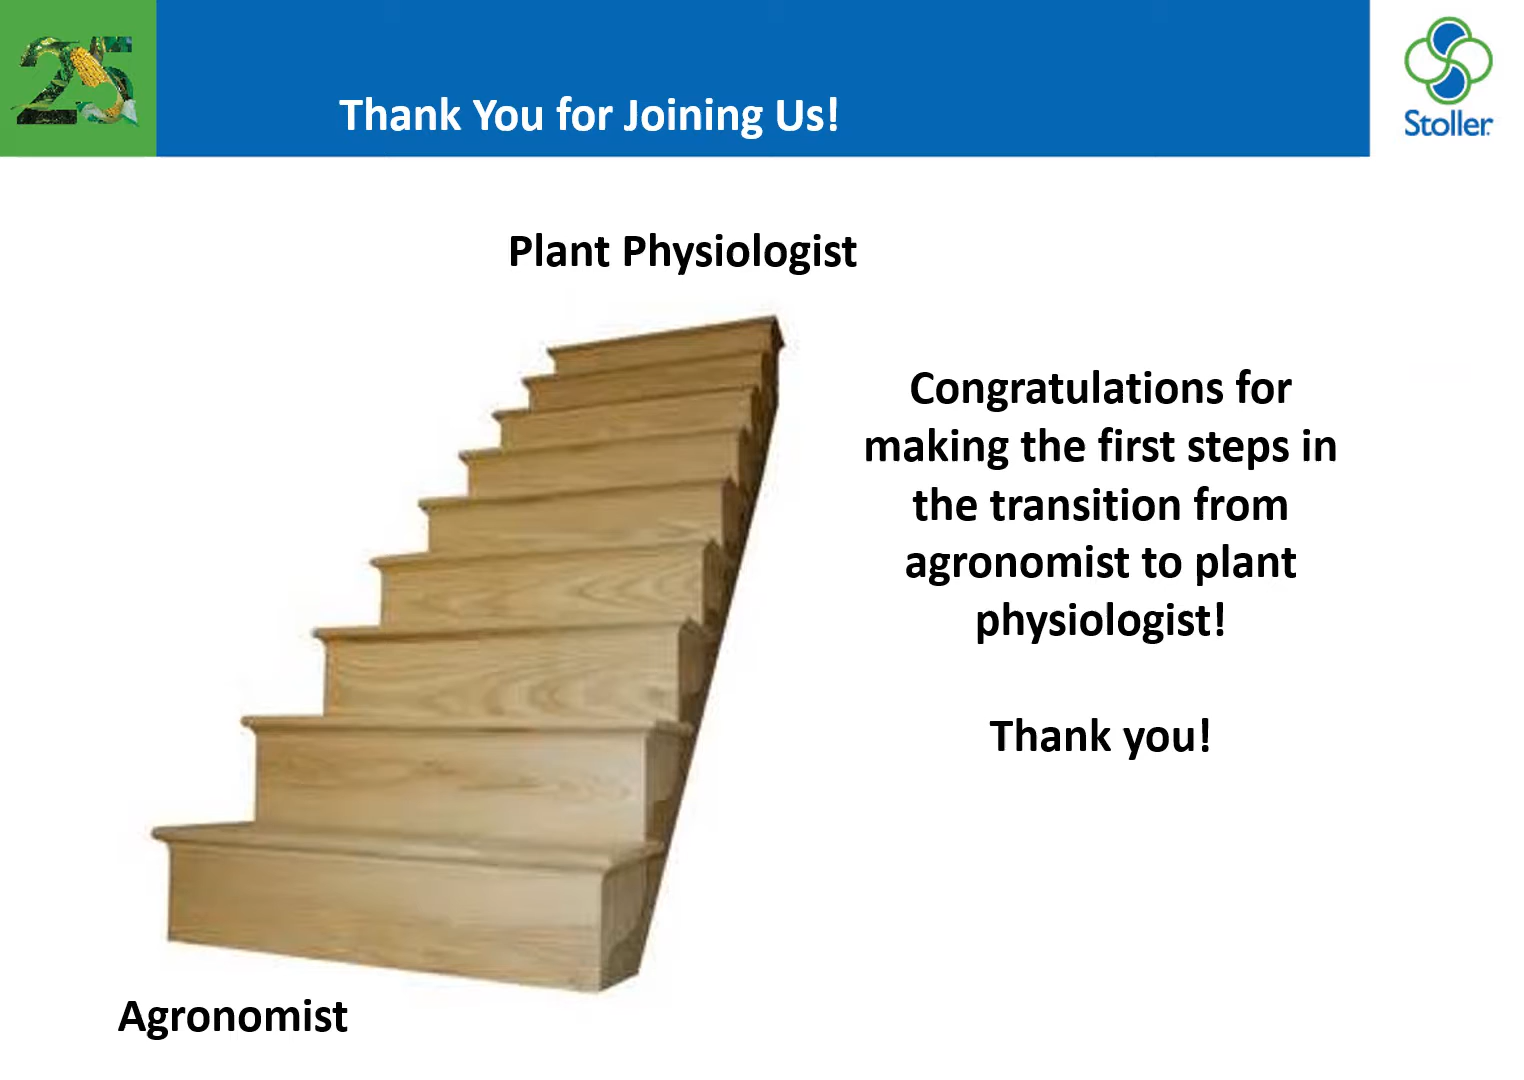 25
Thank You for Joining Us!
Stoller
Plant Physiologist
Congratulations for
making the first steps in
the transition from
agronomist to plant
physiologist!
Thank you!
Agronomist